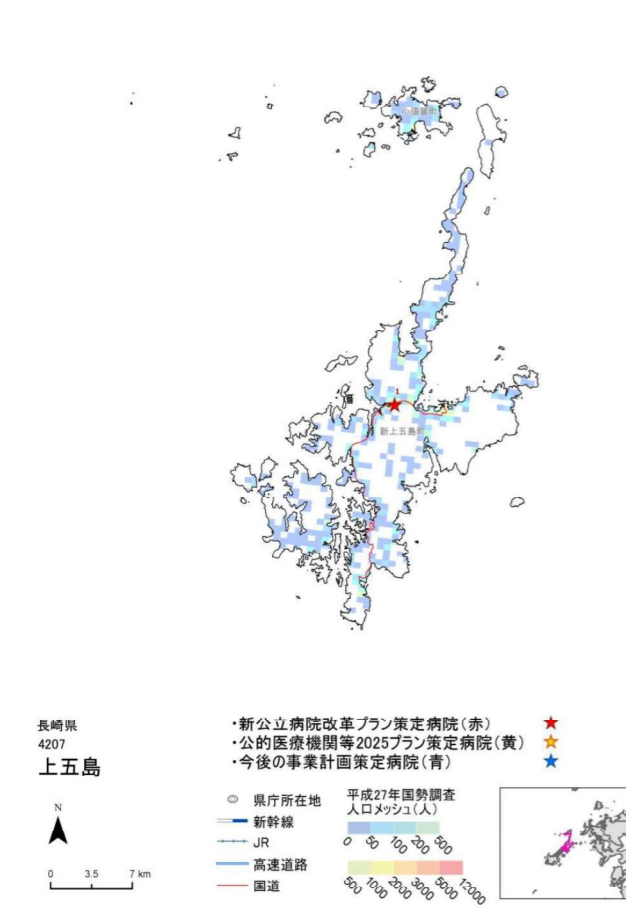 小値賀町
1
新上五島町
長崎県
4207
上五島
・新公立病院改革プラン策定病院(赤)
・公的医療機関等2025プラン策定病院(黄)
・今後の事業計画策定病院(青)
N
0 3.5 7 km
県庁所在地
新幹線
JR
高速道路
国道
平成27年国勢調査
人口メッシュ(人)
0 50 100 200 500
500 1000 2000 3000 5000 12000